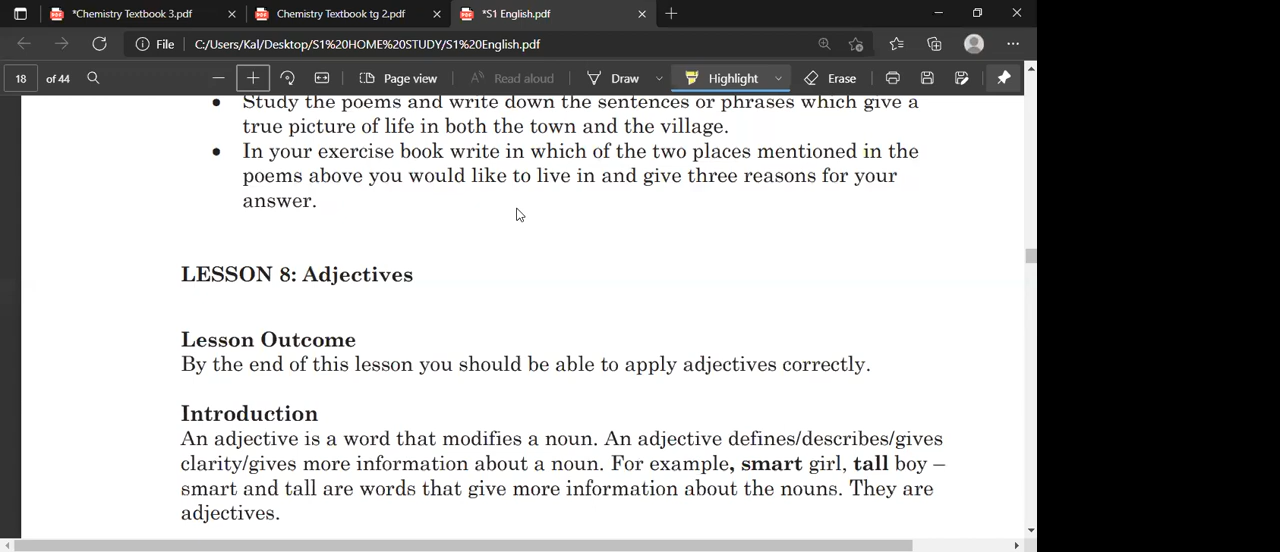 *Chemistry Textbook 3.pdf
Chemistry Textbook tg 2.pdf
*S1 English.pdf
File
C:/Users/Kal/Desktop/S1%20HOME%20STUDY/S1%20English.pdf
18 of 44
Page view
Read aloud
Draw
Highlight
Erase
• Study the poems and write down the sentences or phrases which give a
true picture of life in both the town and the village.
• In your exercise book write in which of the two places mentioned in the
poems above you would like to live in and give three reasons for your
answer.
LESSON 8: Adjectives
Lesson Outcome
By the end of this lesson you should be able to apply adjectives correctly.
Introduction
An adjective is a word that modifies a noun. An adjective defines/describes/gives
clarity/gives more information about a noun. For example, smart girl, tall boy –
smart and tall are words that give more information about the nouns. They are
adjectives.